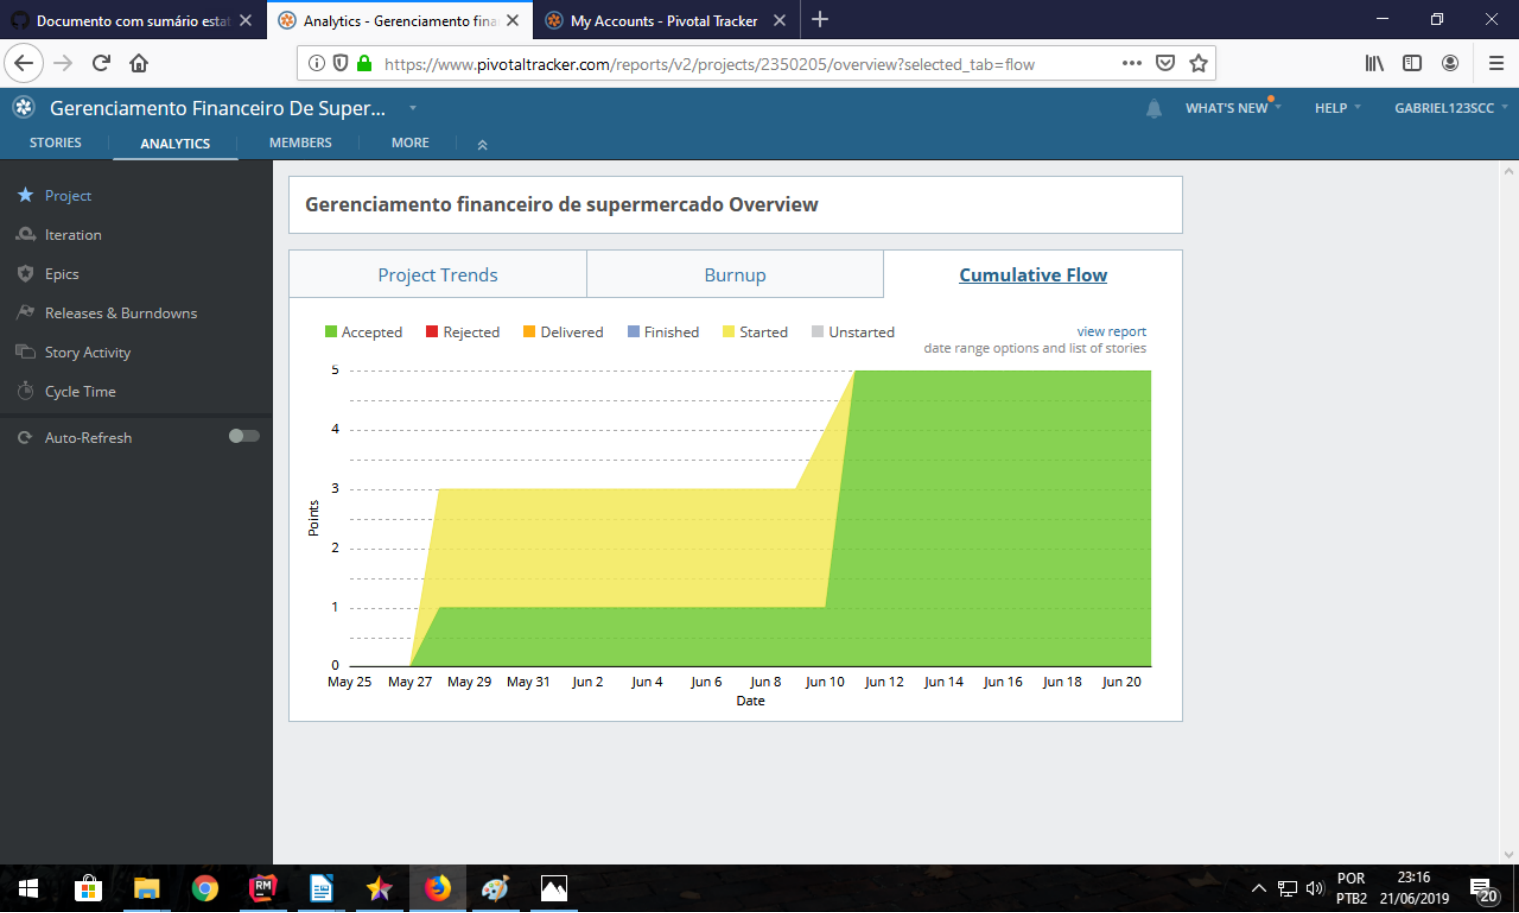 Documento com sumário estat
Analytics - Gerenciamento fina
My Accounts - Pivotal Tracker
https://www.pivotaltracker.com/reports/v2/projects/2350205/overview?selected_tab=flow
Gerenciamento Financeiro De Super...
WHAT'S NEW
HELP
GABRIEL123SCC
STORIES
ANALYTICS
MEMBERS
MORE
Project
Iteration
Epics
Releases & Burndowns
Story Activity
Cycle Time
Auto-Refresh
Gerenciamento financeiro de supermercado Overview
Project Trends
Burnup
Cumulative Flow
Accepted
Rejected
Delivered
Finished
Started
Unstarted
view report
date range options and list of stories
5
4
3
2
1
0
Points
May 25
May 27
May 29
May 31
Jun 2
Jun 4
Jun 6
Jun 8
Jun 10
Jun 12
Jun 14
Jun 16
Jun 18
Jun 20
Date
RM
POR
PTB2
23:16
21/06/2019
20